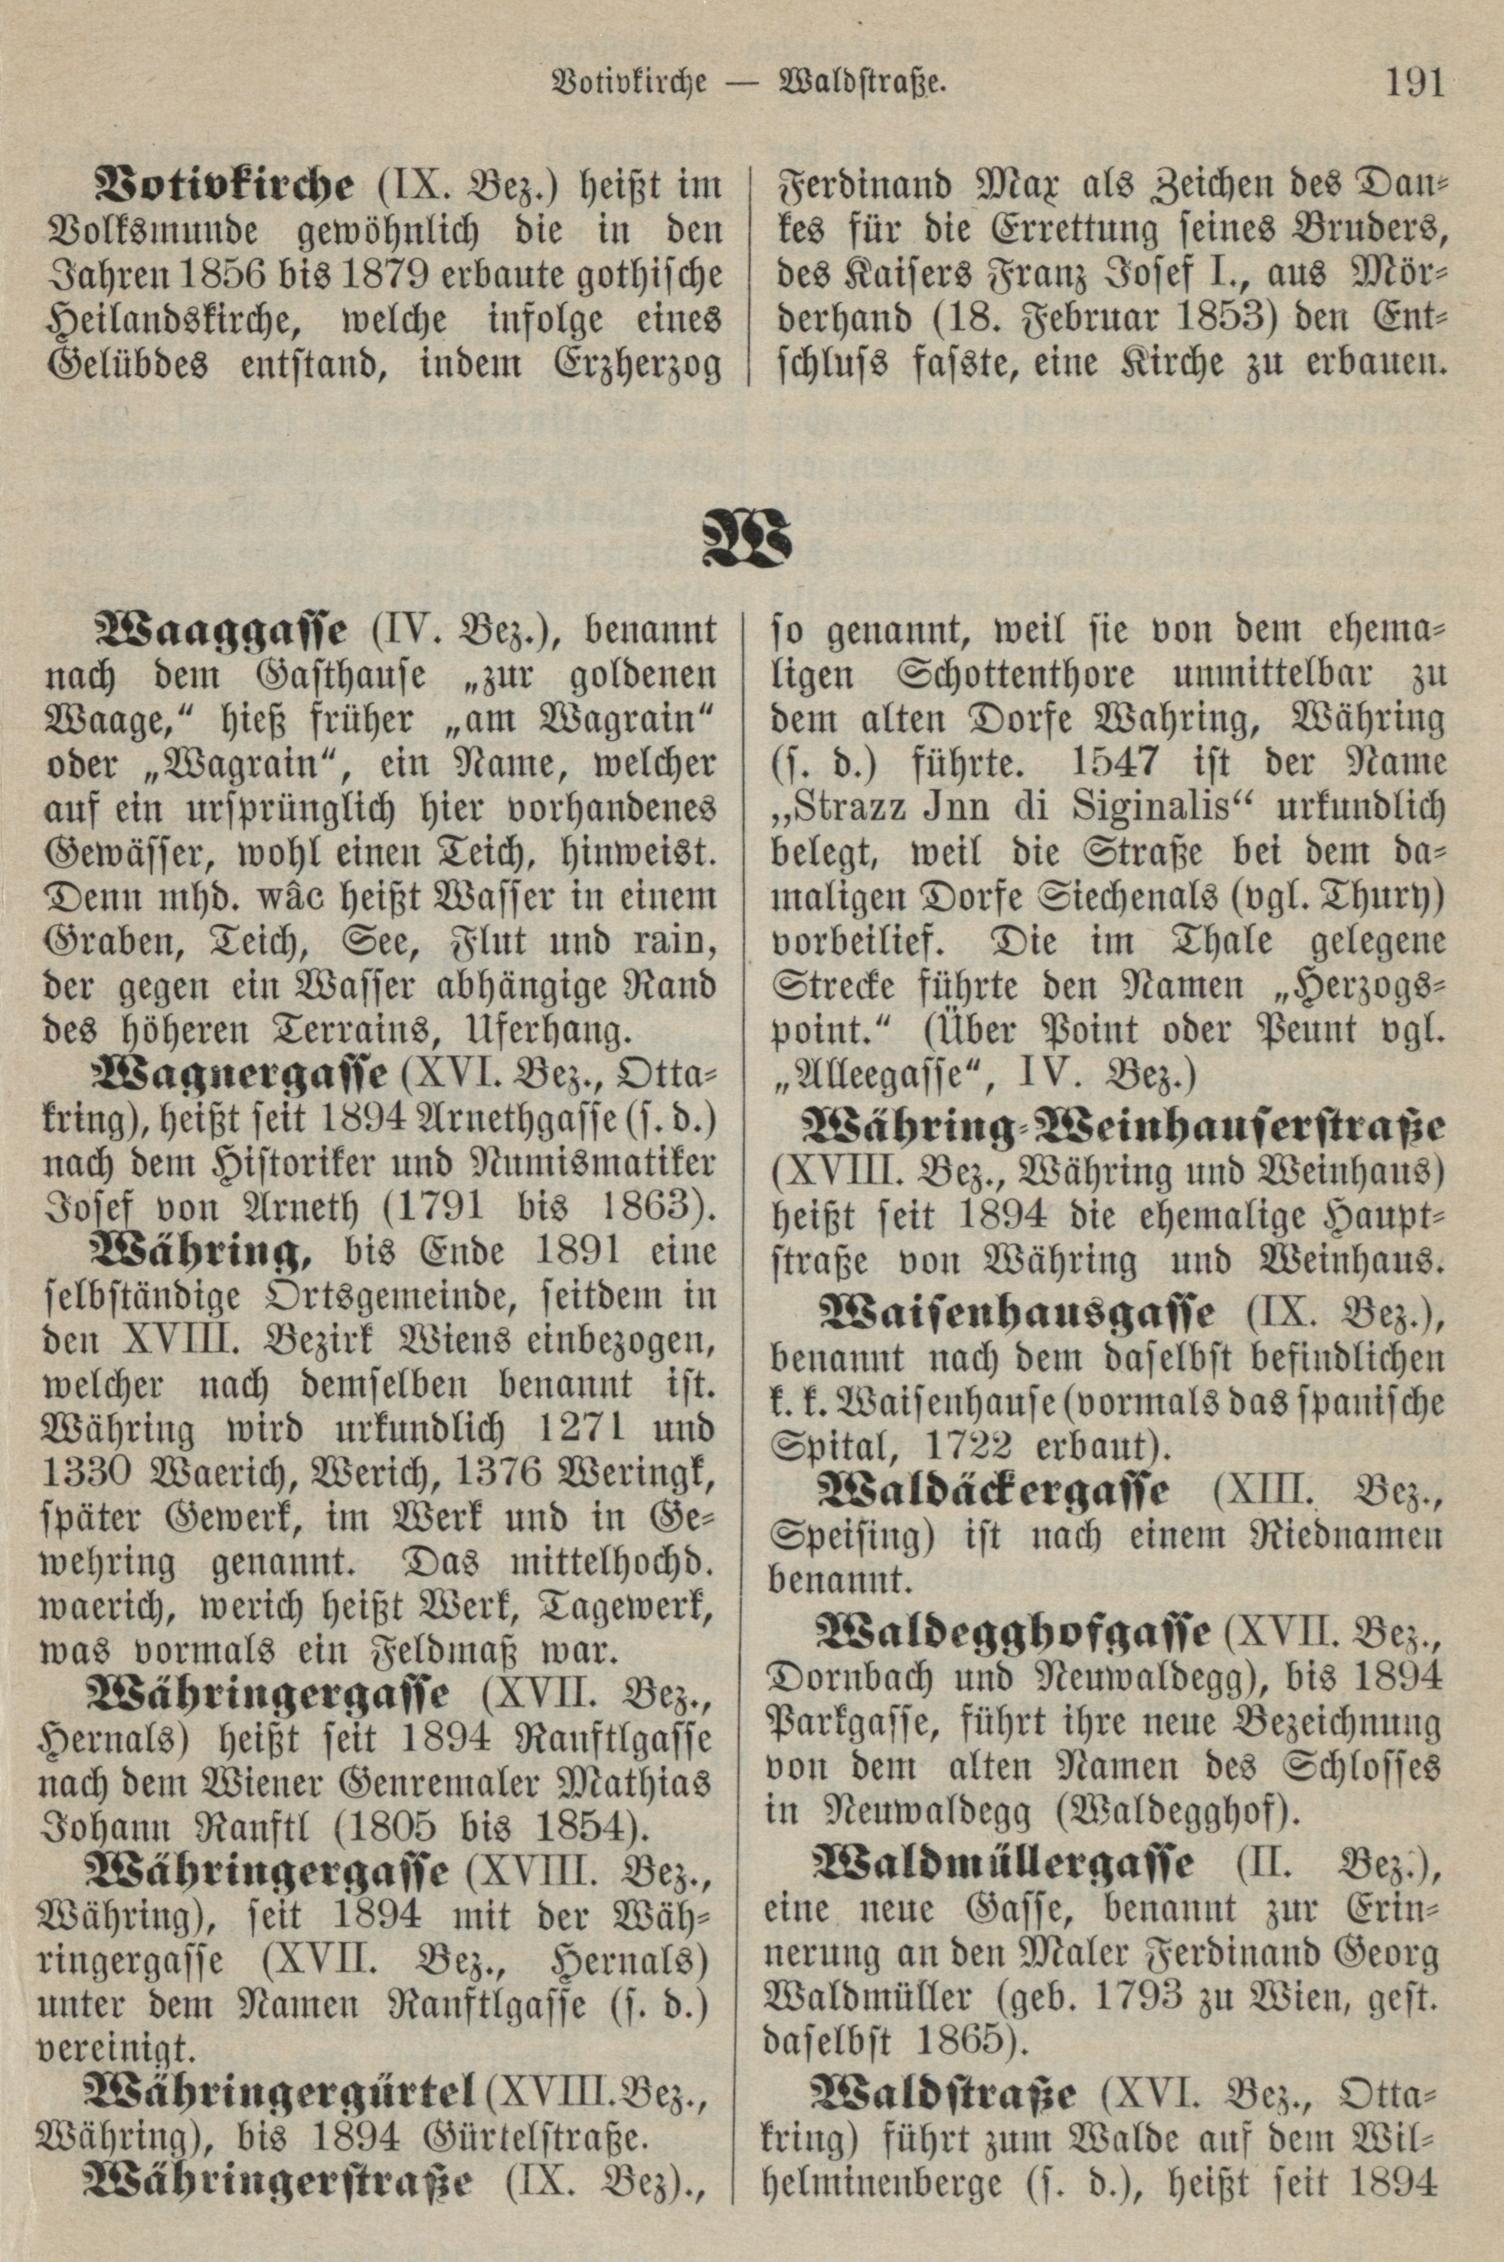 Votivkirche — Waldstraße. 191
Votivkirche (IX. Bez.) heißt im
Volksmunde gewöhnlich die in den
Jahren 1856 bis 1879 erbaute gothische
Heilandskirche, welche infolge eines
Gelübdes entstand, indem Erzherzog
Ferdinand Max als Zeichen des Dan-
kes für die Errettung seines Bruders,
des Kaisers Franz Josef I., aus Mör-
derhand (18. Februar 1853) den Ent-
schluss fasste, eine Kirche zu erbauen.
W
Waaggasse (IV. Bez.), benannt
nach dem Gasthause „zur goldenen
Waage,“ hieß früher „am Wagrain“
oder „Wagrain“, ein Name, welcher
auf ein ursprünglich hier vorhandenes
Gewässer, wohl einen Teich, hinweist.
Denn mhd. wâc heißt Wasser in einem
Graben, Teich, See, Flut und rain,
der gegen ein Wasser abhängige Rand
des höheren Terrains, Uferhang.
Wagnergasse (XVI. Bez., Otta-
kring), heißt seit 1894 Arnethgasse (s. d.)
nach dem Historiker und Numismatiker
Josef von Arneth (1791 bis 1863).
Währing, bis Ende 1891 eine
selbständige Ortsgemeinde, seitdem in
den XVIII. Bezirk Wiens einbezogen,
welcher nach demselben benannt ist.
Währing wird urkundlich 1271 und
1330 Waerich, Werich, 1376 Weringk,
später Gewerk, im Werk und in Ge-
wehring genannt. Das mittelhochd.
waerich, werich heißt Werk, Tagewerk,
was vormals ein Feldmaß war.
Währingergasse (XVII. Bez.,
Hernals) heißt seit 1894 Ranftlgasse
nach dem Wiener Genremaler Mathias
Johann Ranftl (1805 bis 1854).
Währingergasse (XVIII. Bez.,
Währing), seit 1894 mit der Wäh-
ringergasse (XVII. Bez., Hernals)
unter dem Namen Ranftlgasse (s. d.)
vereinigt.
Währingergürtel (XVIII. Bez.,
Währing), bis 1894 Gürtelstraße.
Währingerstraße (IX. Bez).,
so genannt, weil sie von dem ehema-
ligen Schottenthore unmittelbar zu
dem alten Dorfe Wahring, Währing
(s. d.) führte. 1547 ist der Name
„Strazz Jnn di Siginalis“ urkundlich
belegt, weil die Straße bei dem da-
maligen Dorfe Siechenals (vgl. Thury)
vorbeilief. Die im Thale gelegene
Strecke führte den Namen „Herzogs-
point.“ (Über Point oder Peunt vgl.
„Alleegasse“, IV. Bez.)
Währing-Weinhauserstraße
(XVIII. Bez., Währing und Weinhaus)
heißt seit 1894 die ehemalige Haupt-
straße von Währing und Weinhaus.
Waisenhausgasse (IX. Bez.),
benannt nach dem daselbst befindlichen
k. k. Waisenhause (vormals das spanische
Spital, 1722 erbaut).
Waldäckergasse (XIII. Bez.,
Speising) ist nach einem Riednamen
benannt.
Waldegghofgasse (XVII. Bez.,
Dornbach und Neuwaldegg), bis 1894
Parkgasse, führt ihre neue Bezeichnung
von dem alten Namen des Schlosses
in Neuwaldegg (Waldegghof).
Waldmüllergasse (II. Bez.),
eine neue Gasse, benannt zur Erin-
nerung an den Maler Ferdinand Georg
Waldmüller (geb. 1793 zu Wien, gest.
daselbst 1865).
Waldstraße (XVI. Bez., Otta-
kring) führt zum Walde auf dem Wil-
helminenberge (s. d.), heißt seit 1894